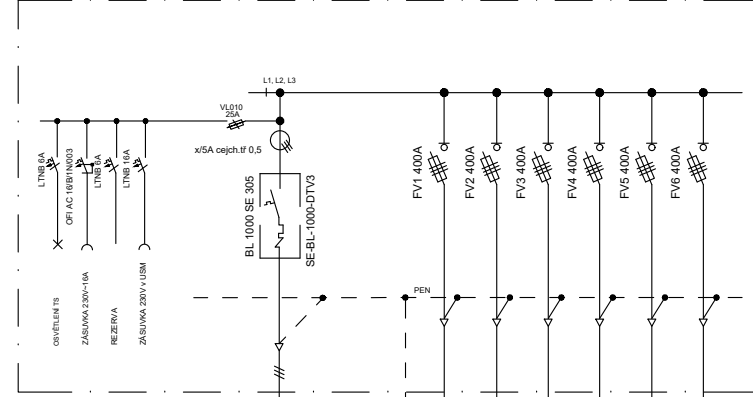 L1, L2, L3
VL010
25A
x/5A cejch.tř 0,5
LTNB 6A
OFI AC 16/B/1N/003
LTNB 6A
LTNB 16A
BL 1000 SE 305
SE-BL-1000-DTV3
FV1 400A
FV2 400A
FV3 400A
FV4 400A
FV5 400A
FV6 400A
OSVĚTLENÍ TS
ZÁSUVKA 230V~16A
REZERVA
ZÁSUVKA 230V v USM
PEN